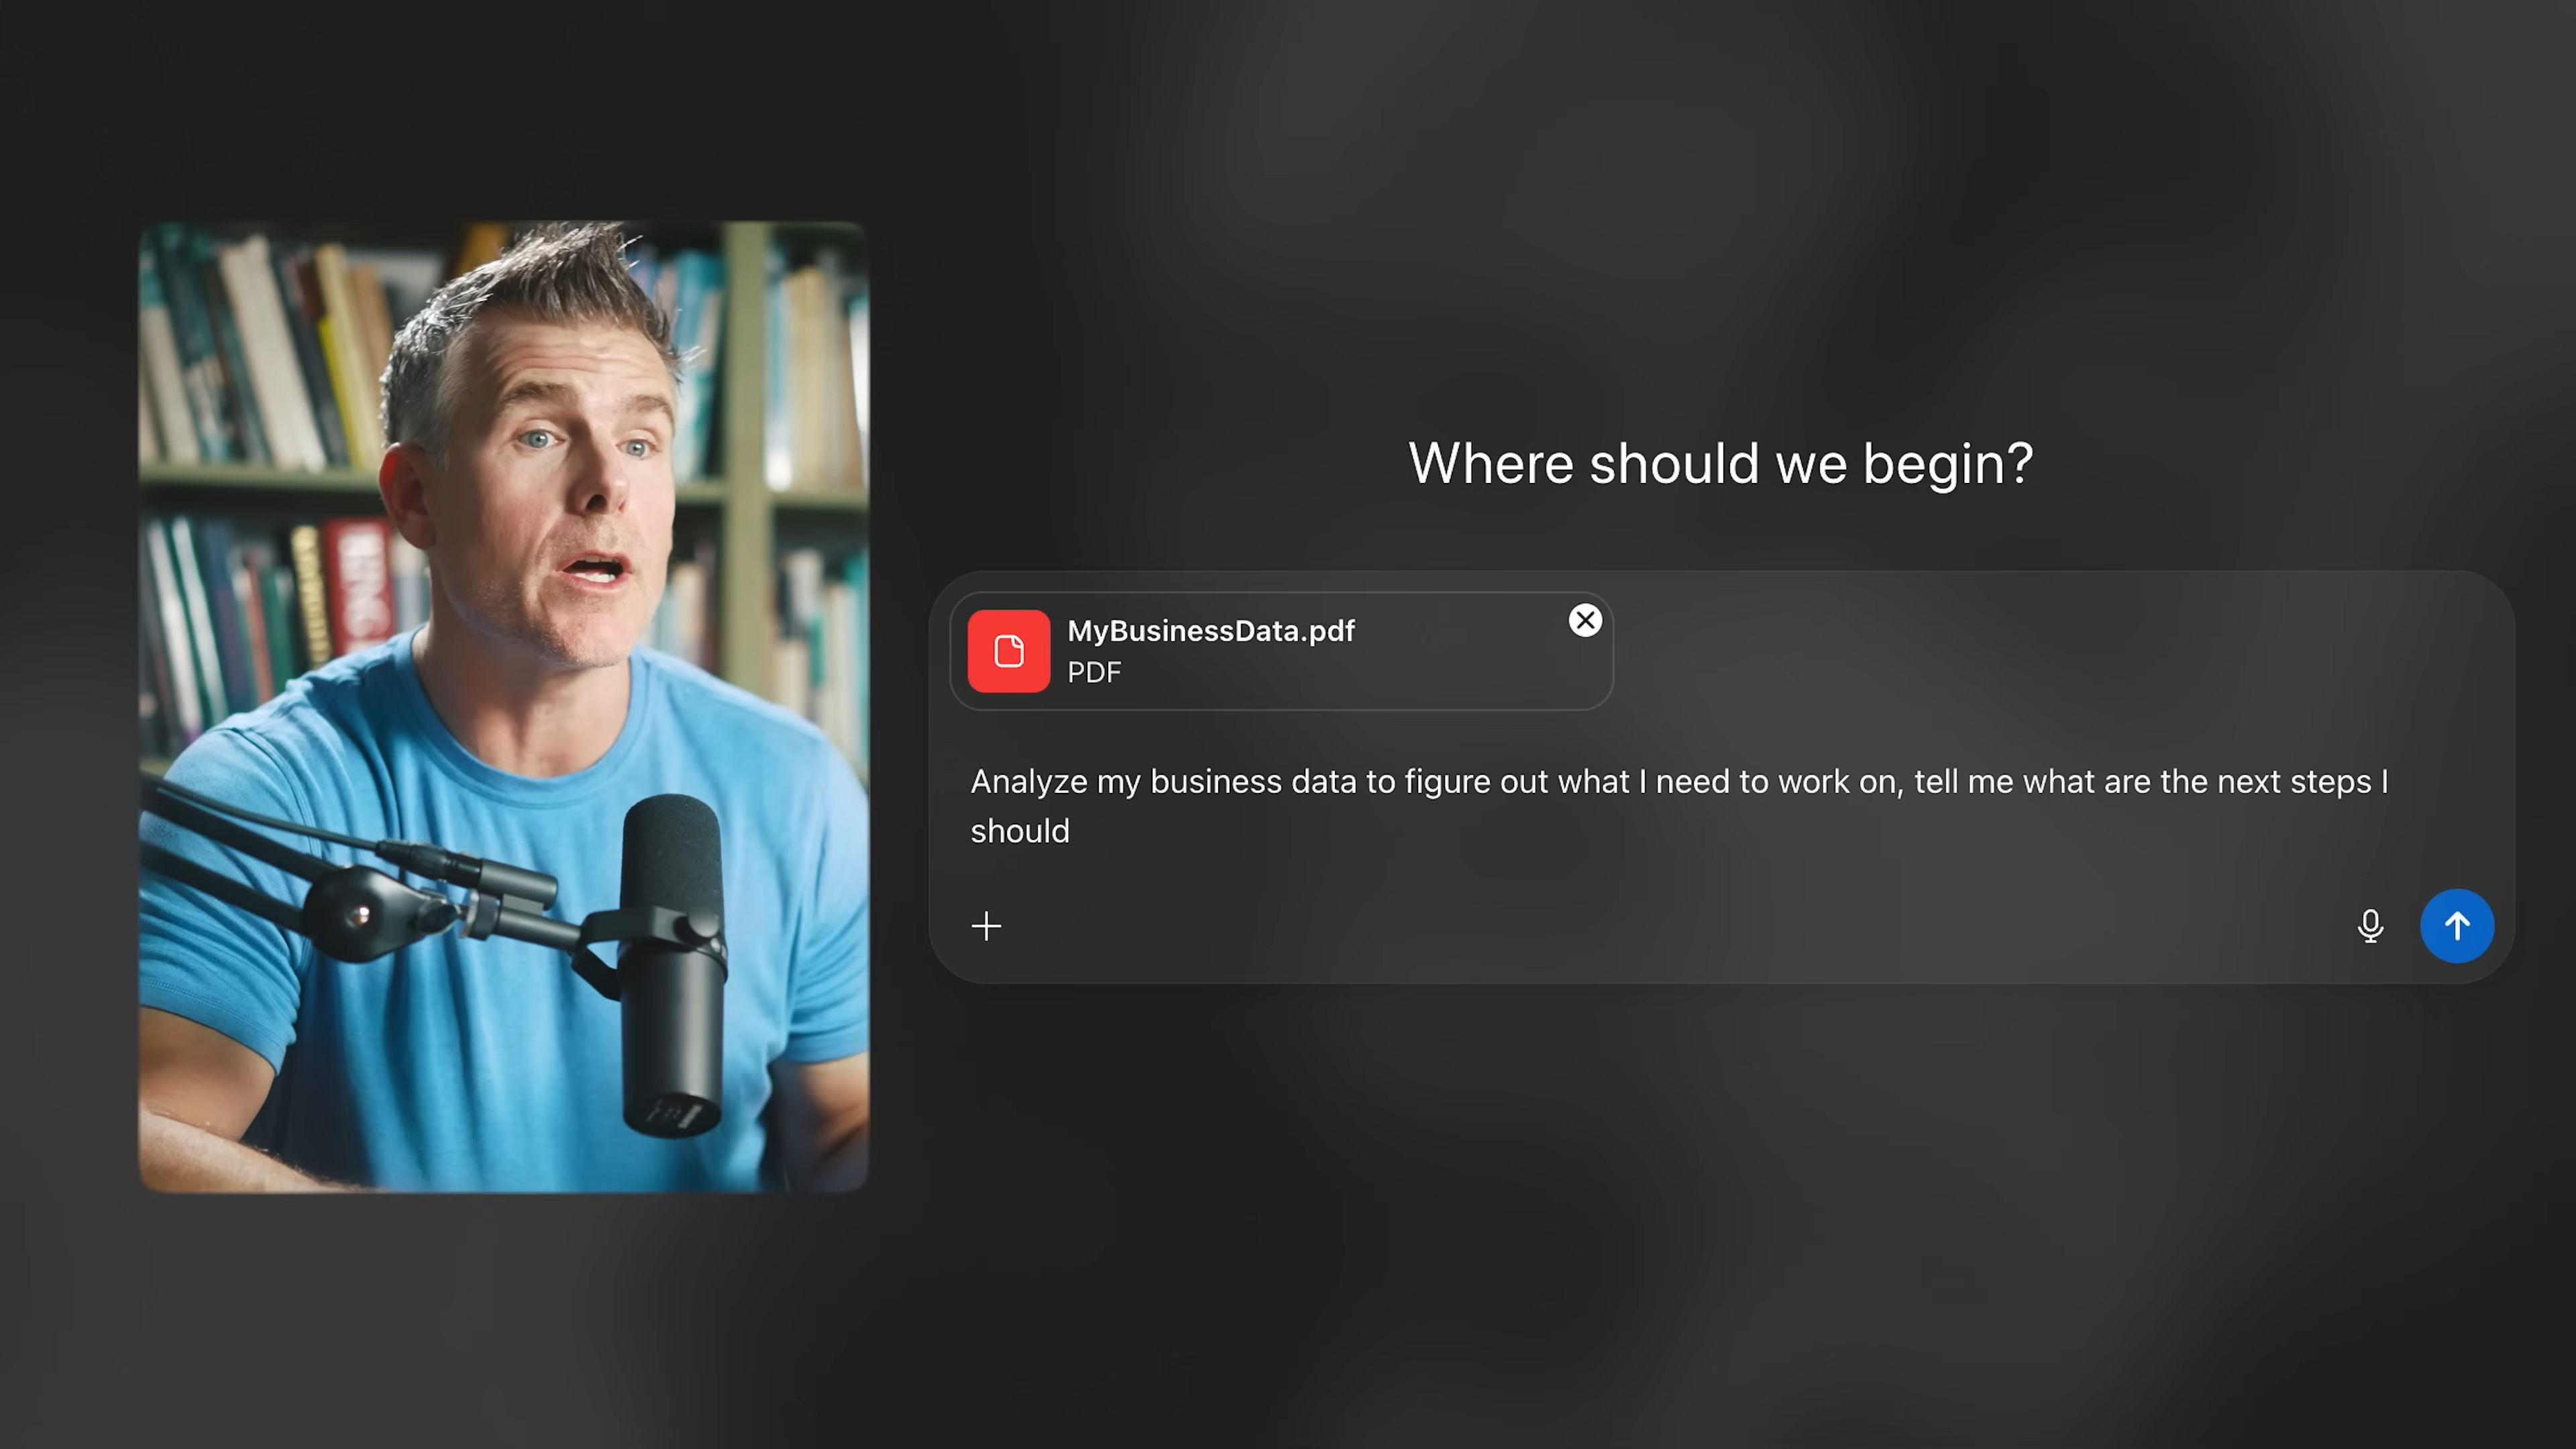 Where should we begin?
MyBusinessData.pdf
PDF
Analyze my business data to figure out what I need to work on, tell me what are the next steps I
should